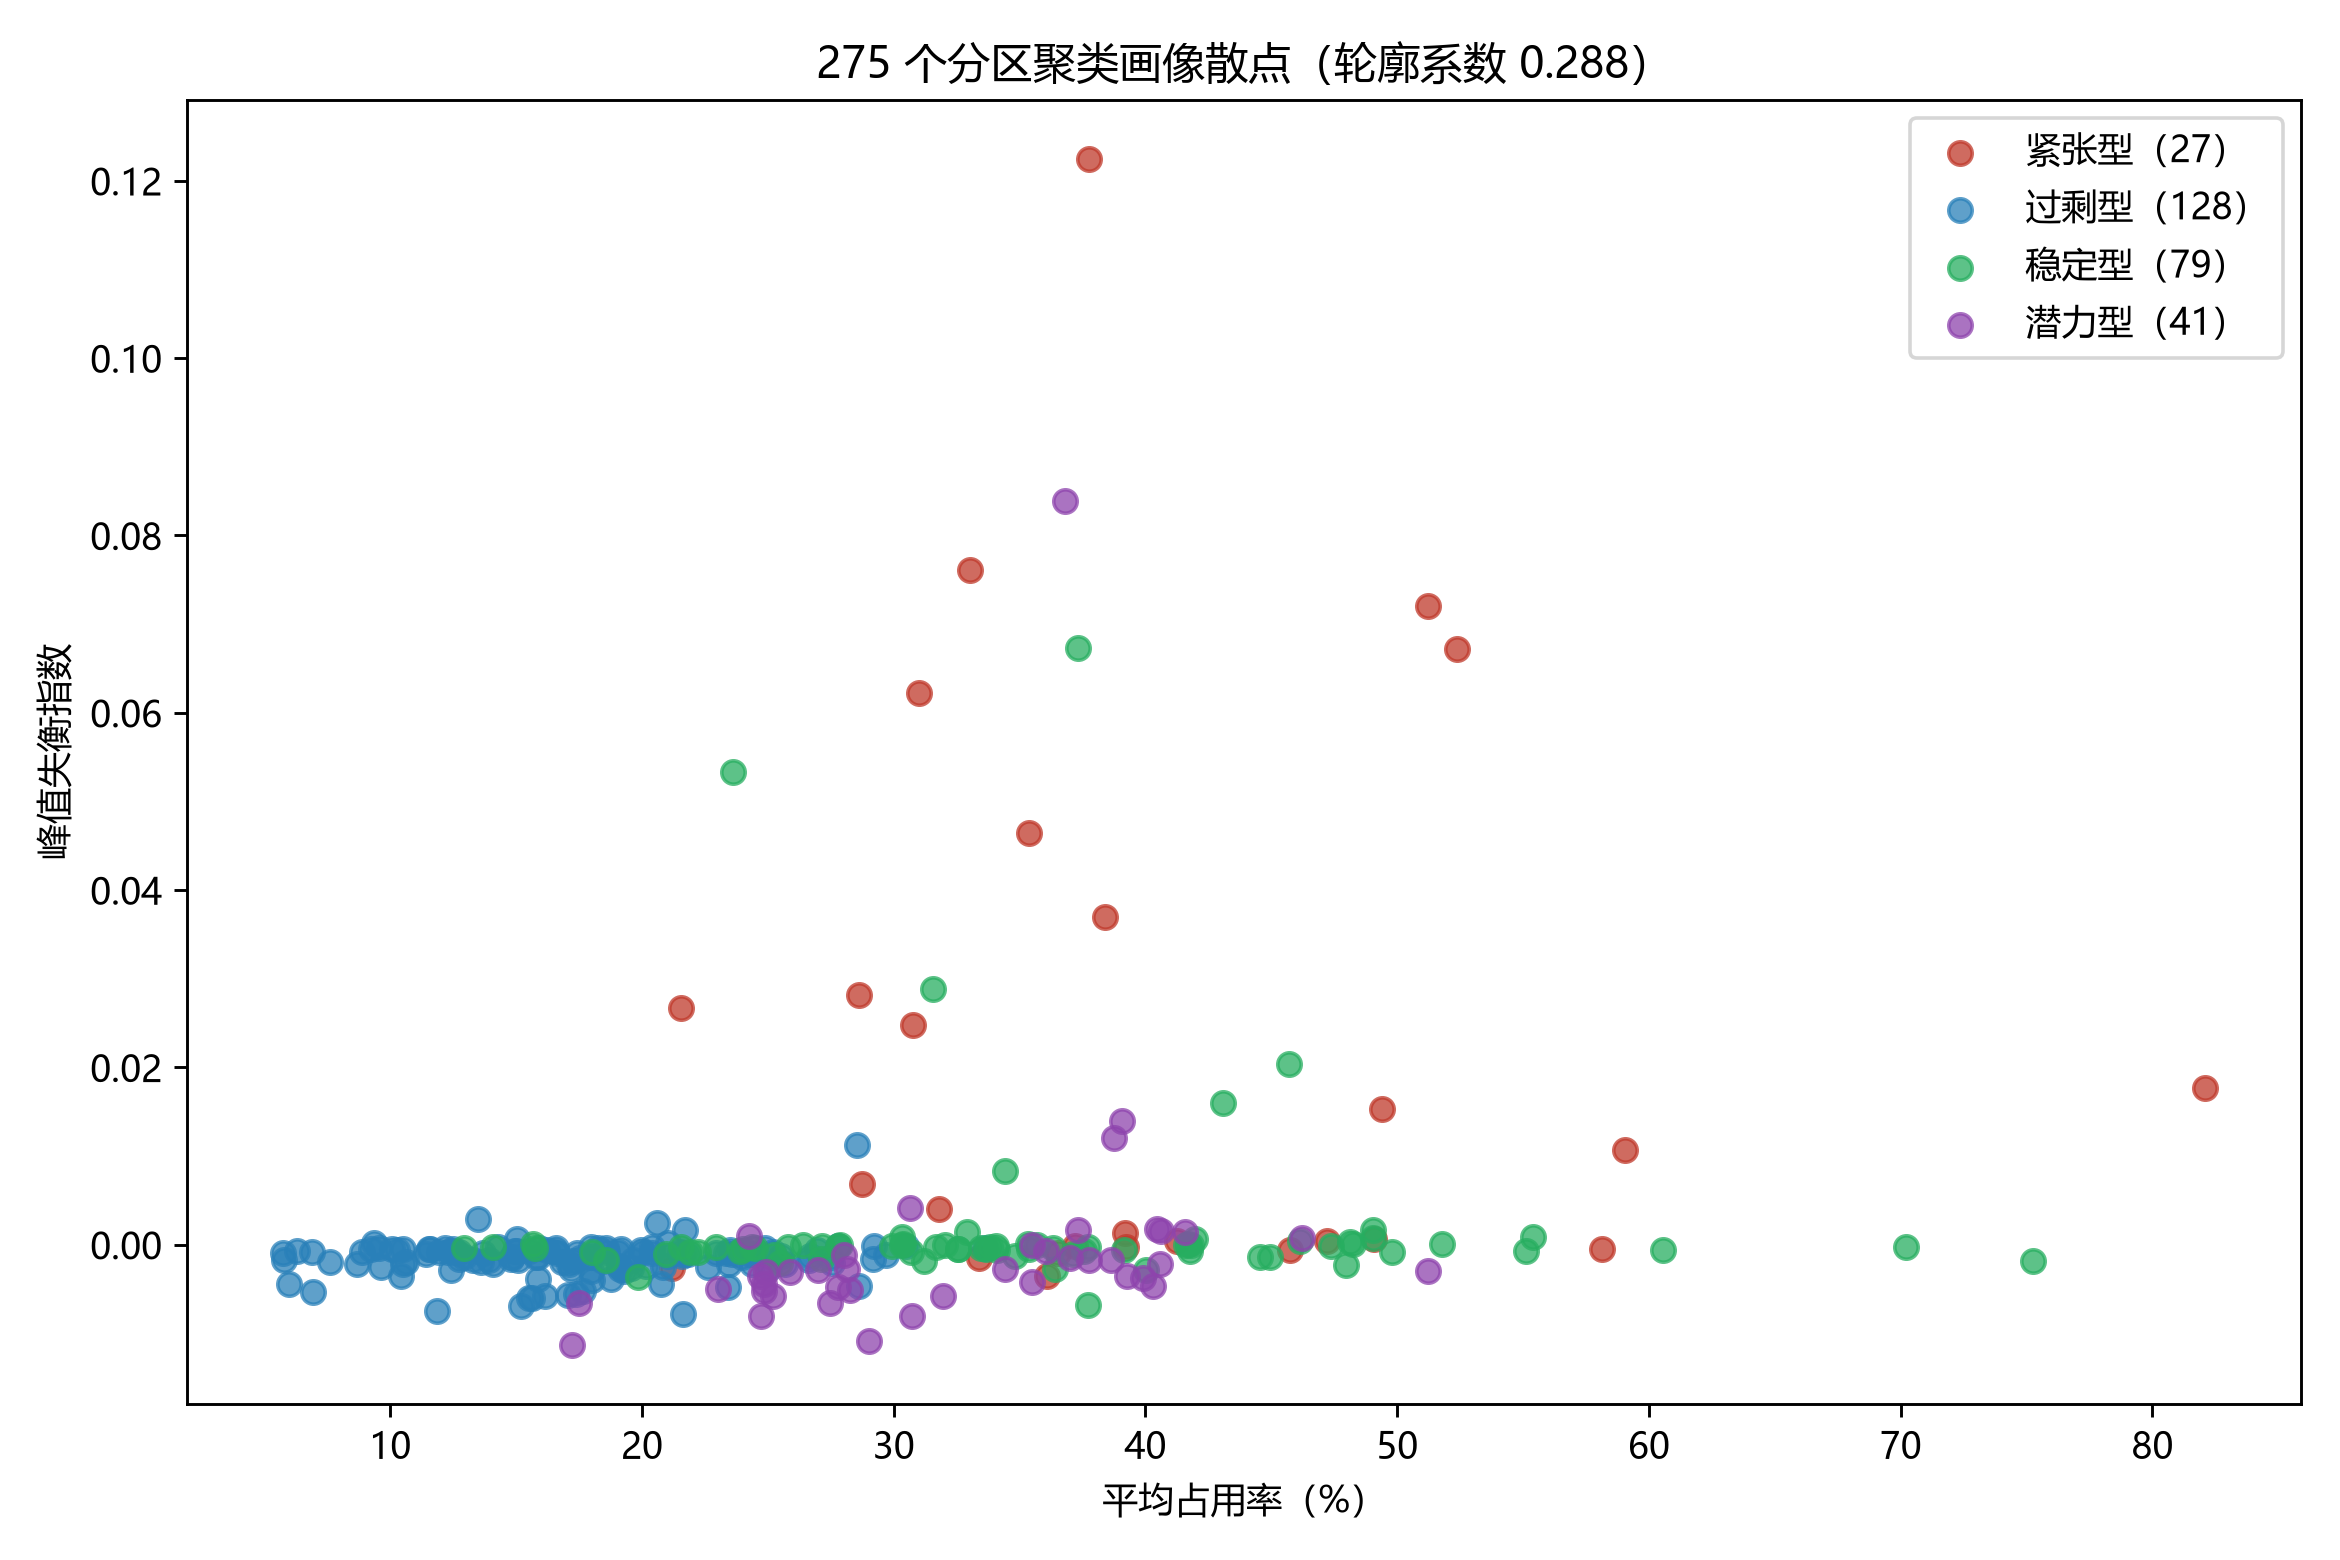 275 个分区聚类画像散点（轮廓系数 0.288）
紧张型（27）
过剩型（128）
稳定型（79）
潜力型（41）
峰值失衡指数
0.12
0.10
0.08
0.06
0.04
0.02
0.00
10 20 30 40 50 60 70 80
平均占用率（%）